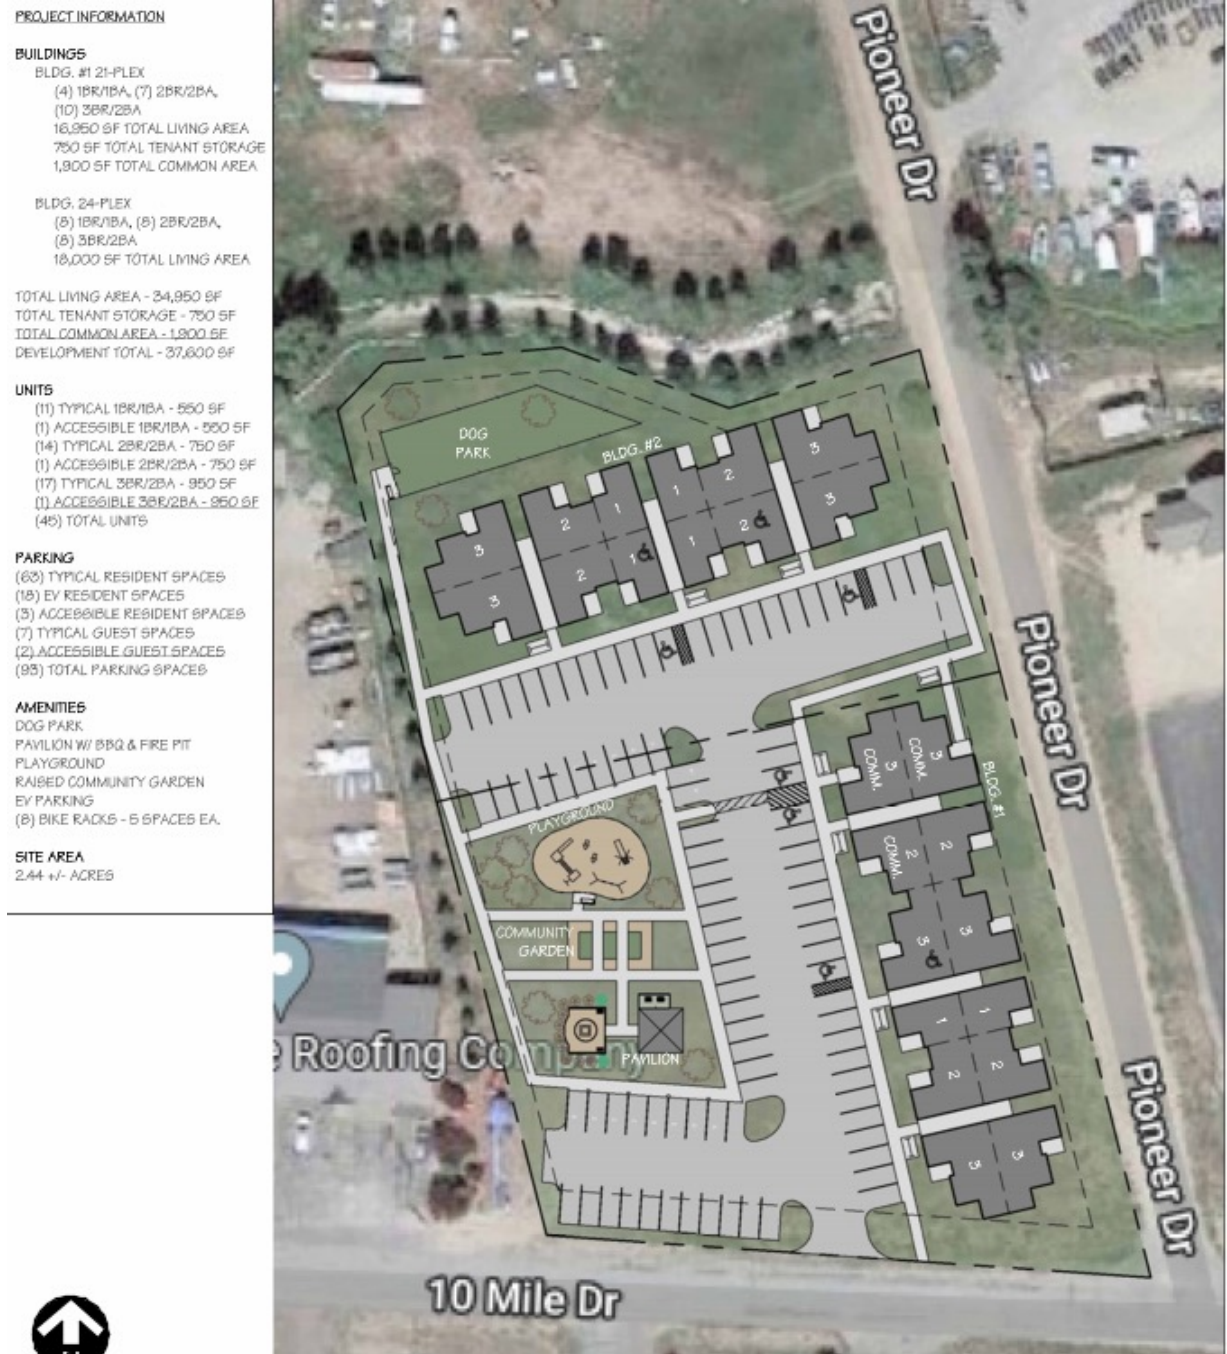 PROJECT INFORMATION
BUILDINGS
BLDG. #1 21-PLEX
(4) 1BR/1BA, (7) 2BR/2BA,
(10) 3BR/2BA
16,950 SF TOTAL LIVING AREA
750 SF TOTAL TENANT STORAGE
1,900 SF TOTAL COMMON AREA
BLDG. 24-PLEX
(8) 1BR/1BA, (8) 2BR/2BA,
(8) 3BR/2BA
18,000 SF TOTAL LIVING AREA
TOTAL LIVING AREA - 34,950 SF
TOTAL TENANT STORAGE - 750 SF
TOTAL COMMON AREA - 1,900 SF
DEVELOPMENT TOTAL - 37,600 SF
UNITS
(11) TYPICAL 1BR/1BA - 550 SF
(1) ACCESSIBLE 1BR/1BA - 550 SF
(14) TYPICAL 2BR/2BA - 750 SF
(1) ACCESSIBLE 2BR/2BA - 750 SF
(17) TYPICAL 3BR/2BA - 950 SF
(1) ACCESSIBLE 3BR/2BA - 950 SF
(45) TOTAL UNITS
PARKING
(63) TYPICAL RESIDENT SPACES
(18) EV RESIDENT SPACES
(3) ACCESSIBLE RESIDENT SPACES
(7) TYPICAL GUEST SPACES
(2) ACCESSIBLE GUEST SPACES
(93) TOTAL PARKING SPACES
AMENITIES
DOG PARK
PAVILION W/ BBQ & FIRE PIT
PLAYGROUND
RAISED COMMUNITY GARDEN
EV PARKING
(8) BIKE RACKS - 5 SPACES EA.
SITE AREA
2.44 +/- ACRES
Pioneer Dr
DOG
PARK
BLDG. #2
3
3
2
1
2
1
1
2
1
2
3
3
Pioneer Dr
3
COMM.
3
COMM.
BLDG. #1
2
COMM.
2
3
3
1
1
2
2
3
3
PLAYGROUND
COMMUNITY
GARDEN
PAVILION
e Roofing Company
Pioneer Dr
10 Mile Dr